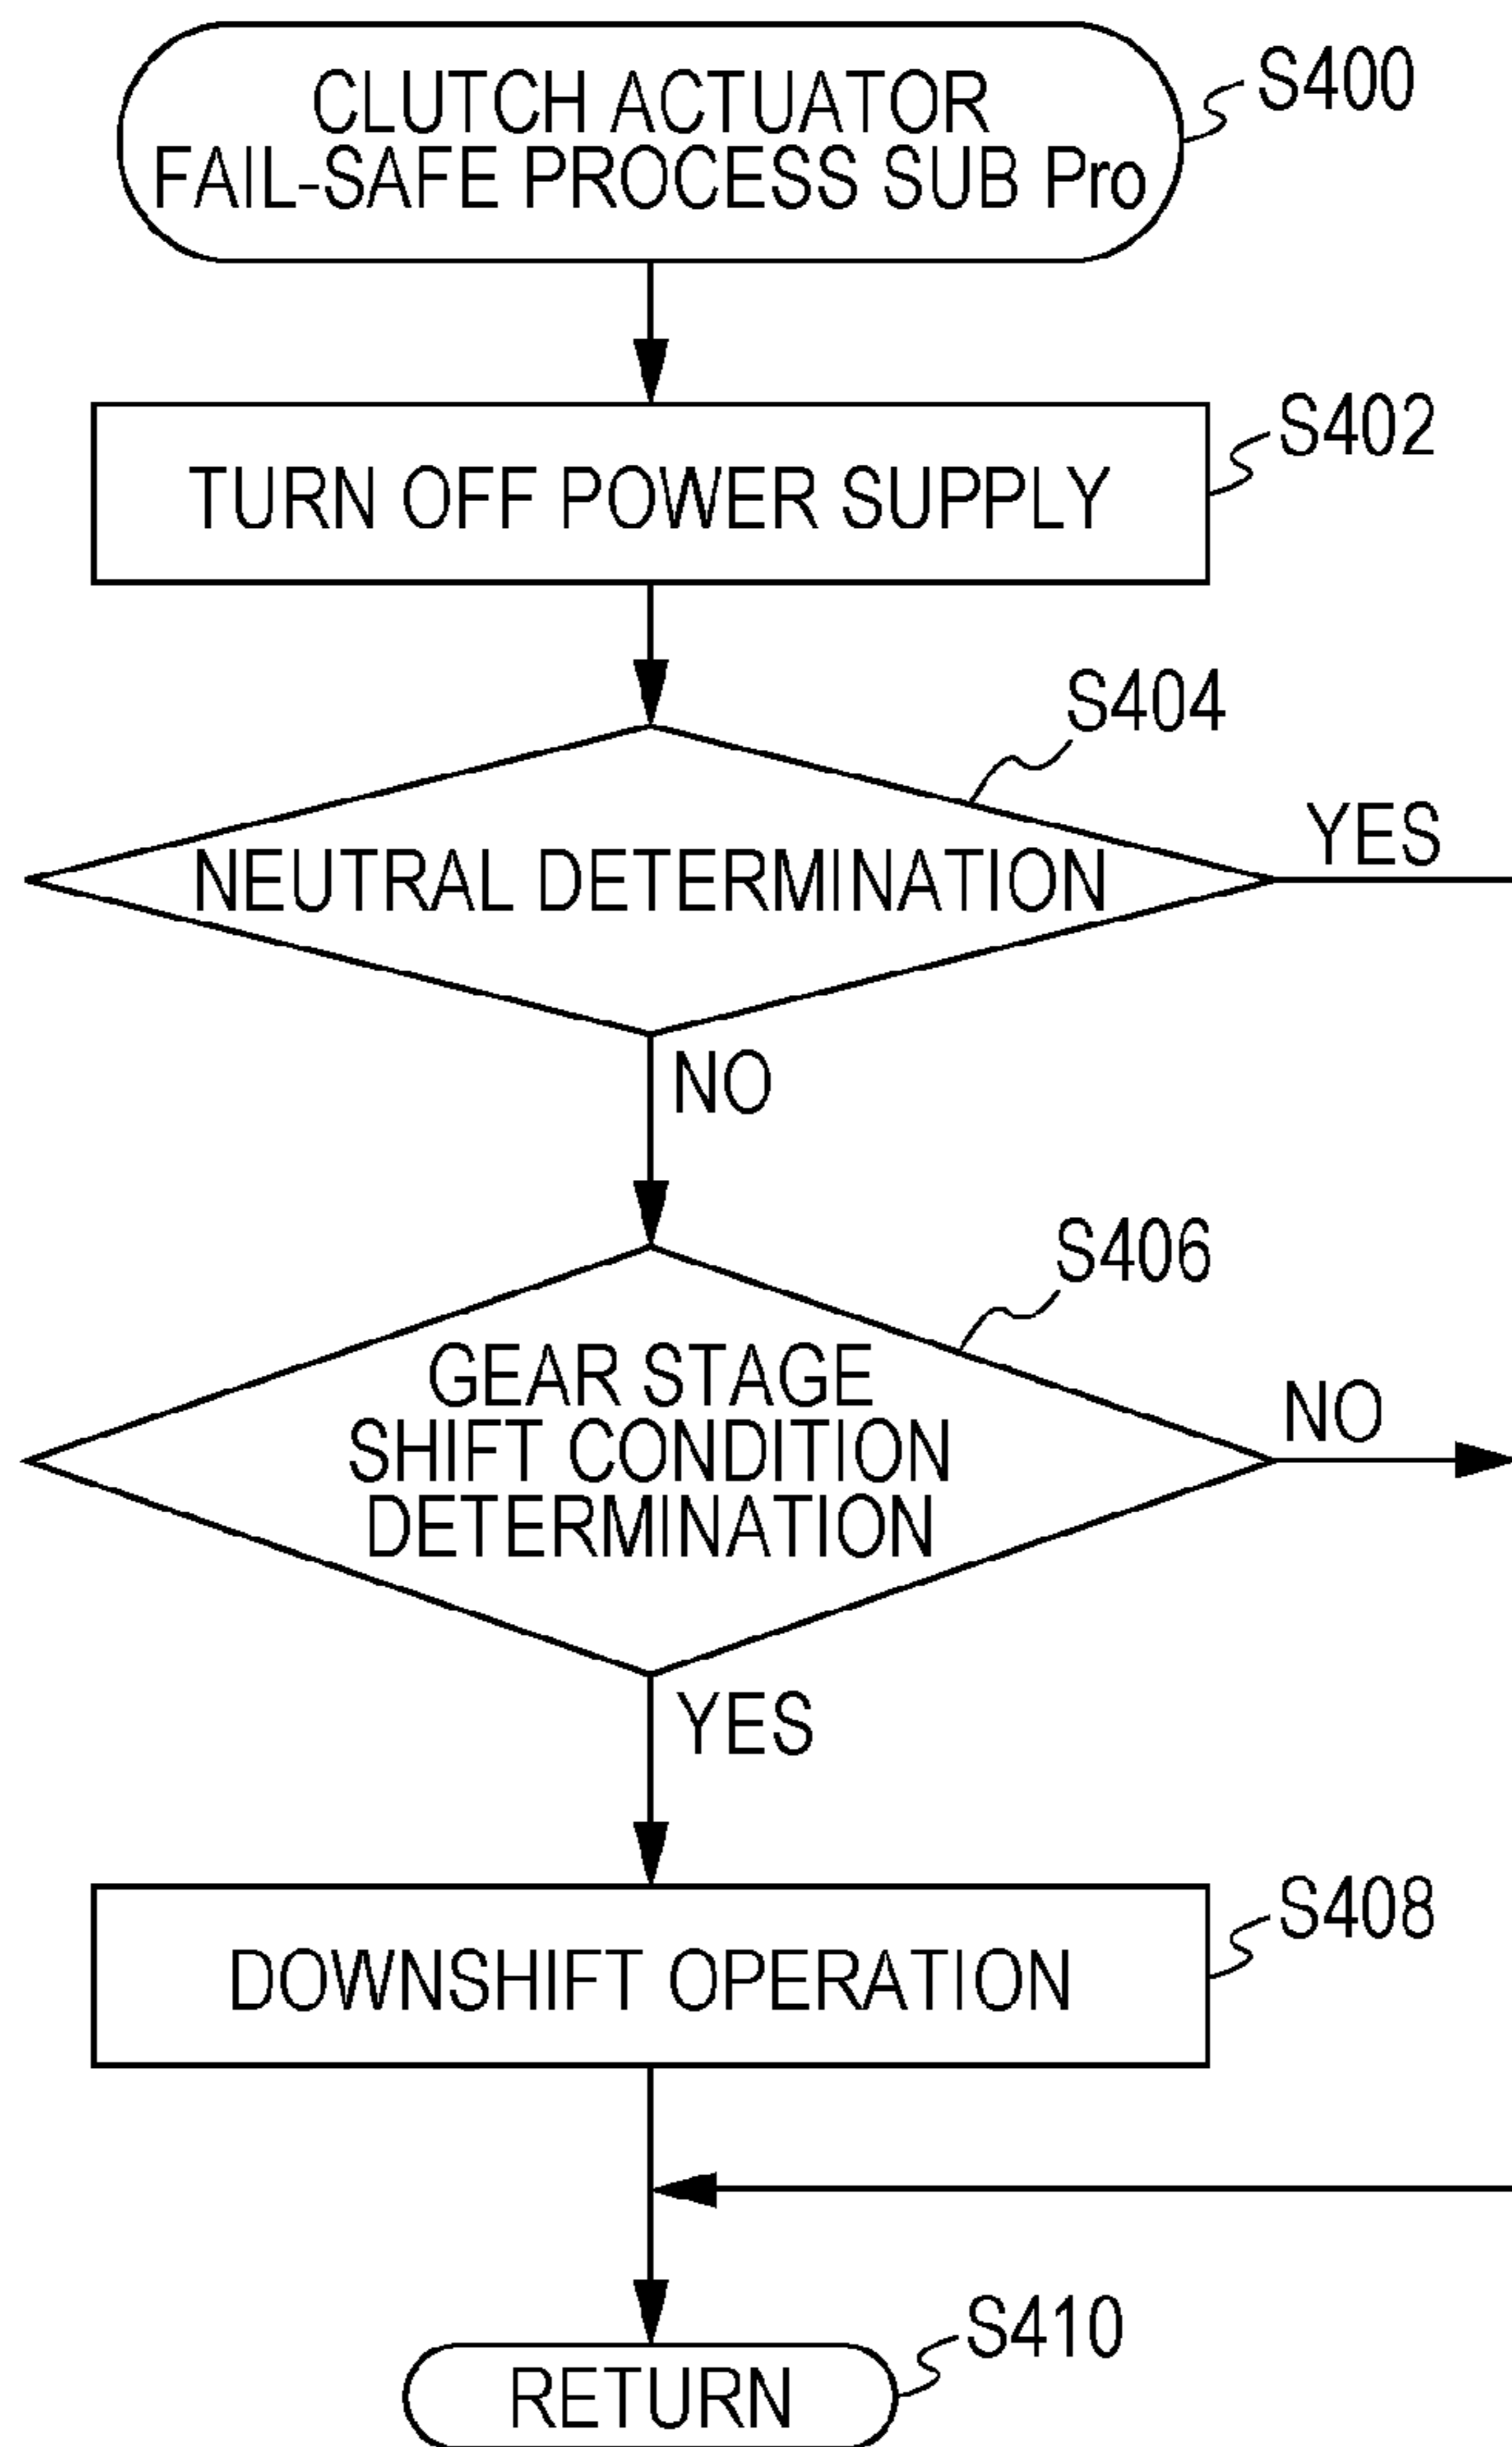 CLUTCH ACTUATOR
FAIL-SAFE PROCESS SUB Pro
S400
TURN OFF POWER SUPPLY
S402
S404
NEUTRAL DETERMINATION
YES
NO
S406
GEAR STAGE
SHIFT CONDITION
DETERMINATION
NO
YES
DOWNSHIFT OPERATION
S408
RETURN
S410